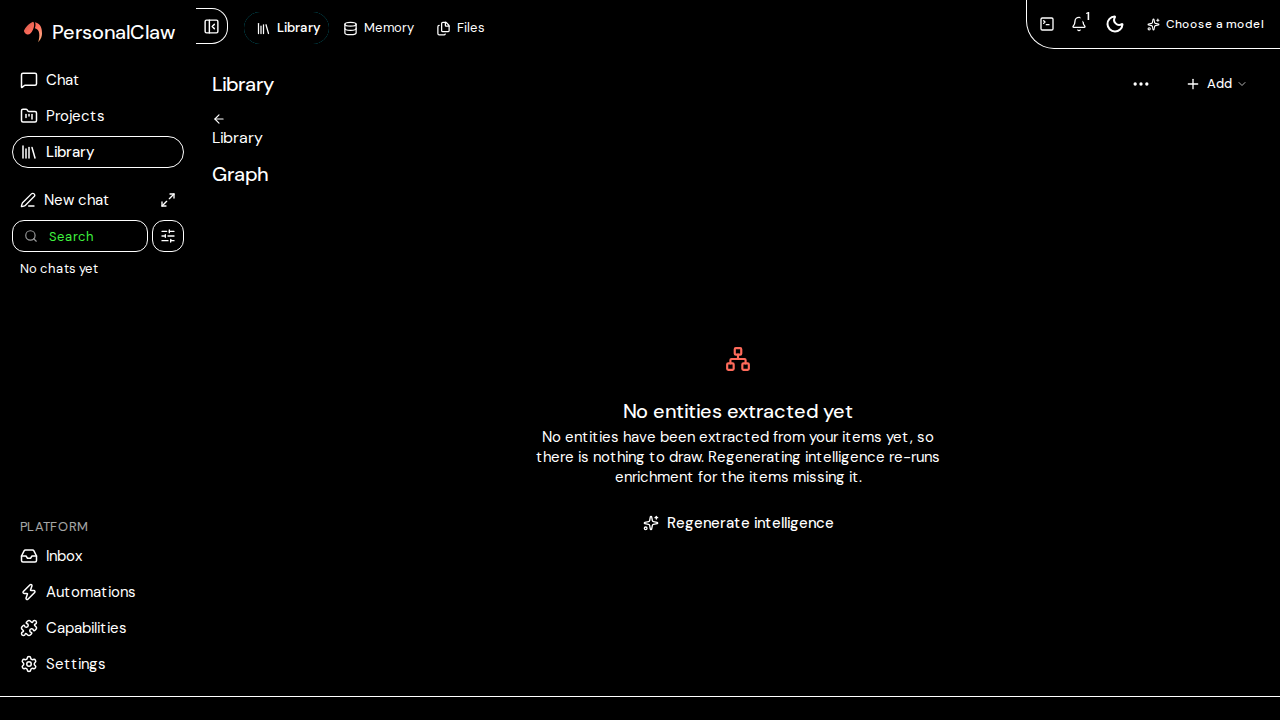 PersonalClaw
Library
Memory
Files
1
Choose a model
Chat
Projects
Library
New chat
Search
No chats yet
Library
Add
Library
Graph
No entities extracted yet
No entities have been extracted from your items yet, so
there is nothing to draw. Regenerating intelligence re-runs
enrichment for the items missing it.
Regenerate intelligence
PLATFORM
Inbox
Automations
Capabilities
Settings